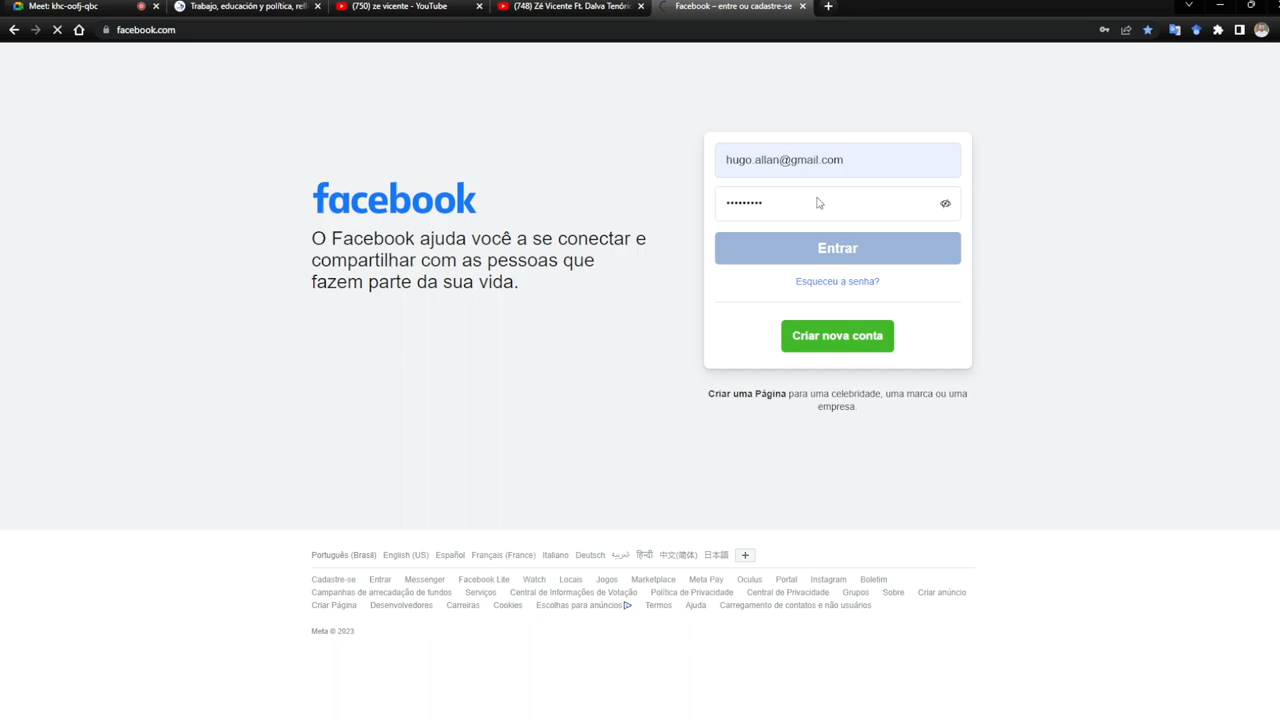 Meet: khc-oofj-qbc
Trabajo, educación y política, refl
(750) ze vicente - YouTube
(748) Zé Vicente Ft. Dalva Tenóri
Facebook – entre ou cadastre-se
facebook.com
hugo.allan@gmail.com
•••••••••
facebook
O Facebook ajuda você a se conectar e
compartilhar com as pessoas que
fazem parte da sua vida.
Entrar
Esqueceu a senha?
Criar nova conta
Criar uma Página para uma celebridade, uma marca ou uma
empresa.
Português (Brasil) English (US) Español Français (France) Italiano Deutsch العربية हिन्दी 中文(简体) 日本語 +
Cadastre-se Entrar Messenger Facebook Lite Watch Locais Jogos Marketplace Meta Pay Oculus Portal Instagram Boletim
Campanhas de arrecadação de fundos Serviços Central de Informações de Votação Política de Privacidade Central de Privacidade Grupos Sobre Criar anúncio
Criar Página Desenvolvedores Carreiras Cookies Escolhas para anúncios Termos Ajuda Carregamento de contatos e não usuários
Meta © 2023